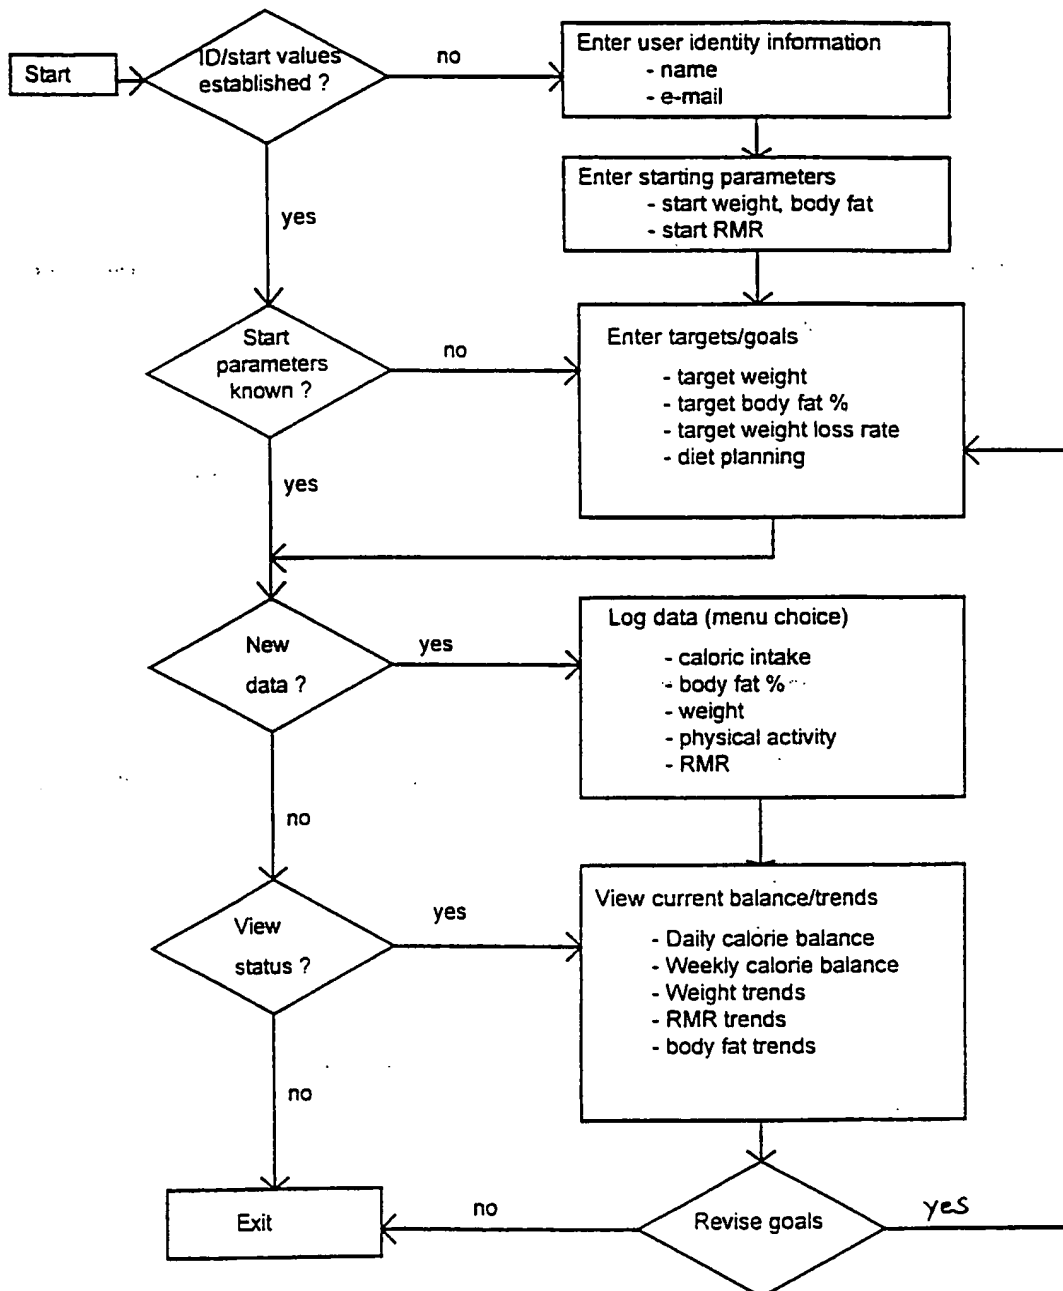 Start
ID/start values
established ?
no
Enter user identity information
- name
- e-mail
yes
Enter starting parameters
- start weight, body fat
- start RMR
Start
parameters
known ?
no
Enter targets/goals
- target weight
- target body fat %
- target weight loss rate
- diet planning
yes
New
data ?
yes
Log data (menu choice)
- caloric intake
- body fat %
- weight
- physical activity
- RMR
no
View
status ?
yes
View current balance/trends
- Daily calorie balance
- Weekly calorie balance
- Weight trends
- RMR trends
- body fat trends
no
Exit
no
Revise goals
yes